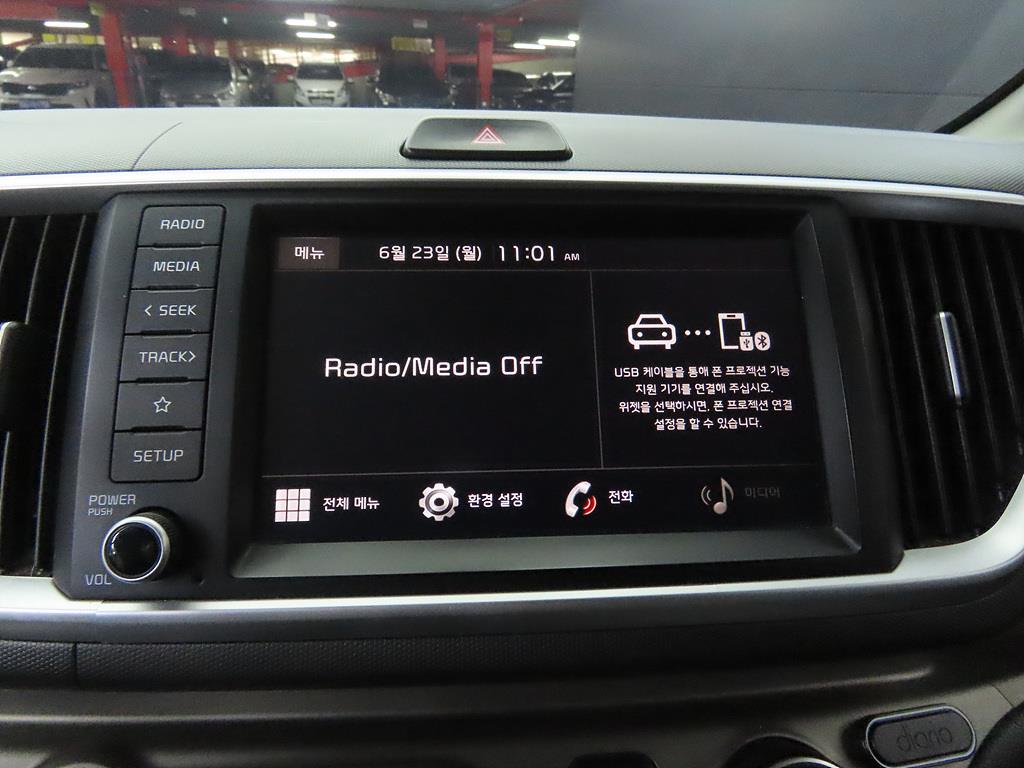 RADIO
MEDIA
< SEEK
TRACK>
SETUP
POWER
PUSH
VOL
메뉴
6월 23일 (월) 11:01 AM
Radio/Media Off
USB 케이블을 통해 폰 프로젝션 기능
지원 기기를 연결해 주십시오.
위젯을 선택하시면, 폰 프로젝션 연결
설정을 할 수 있습니다.
전체 메뉴
환경 설정
전화
미디어